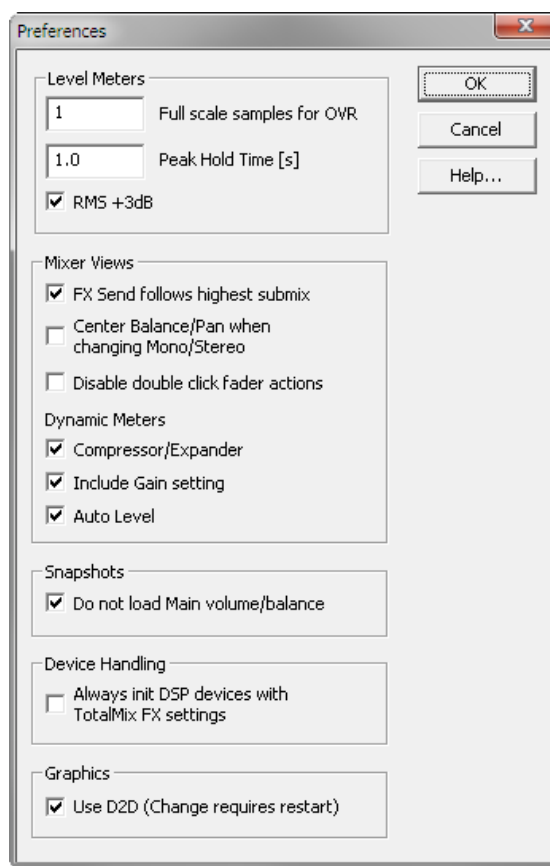 Preferences
Level Meters
1 Full scale samples for OVR
1.0 Peak Hold Time [s]
RMS +3dB
OK
Cancel
Help...
Mixer Views
FX Send follows highest submix
Center Balance/Pan when
changing Mono/Stereo
Disable double click fader actions
Dynamic Meters
Compressor/Expander
Include Gain setting
Auto Level
Snapshots
Do not load Main volume/balance
Device Handling
Always init DSP devices with
TotalMix FX settings
Graphics
Use D2D (Change requires restart)